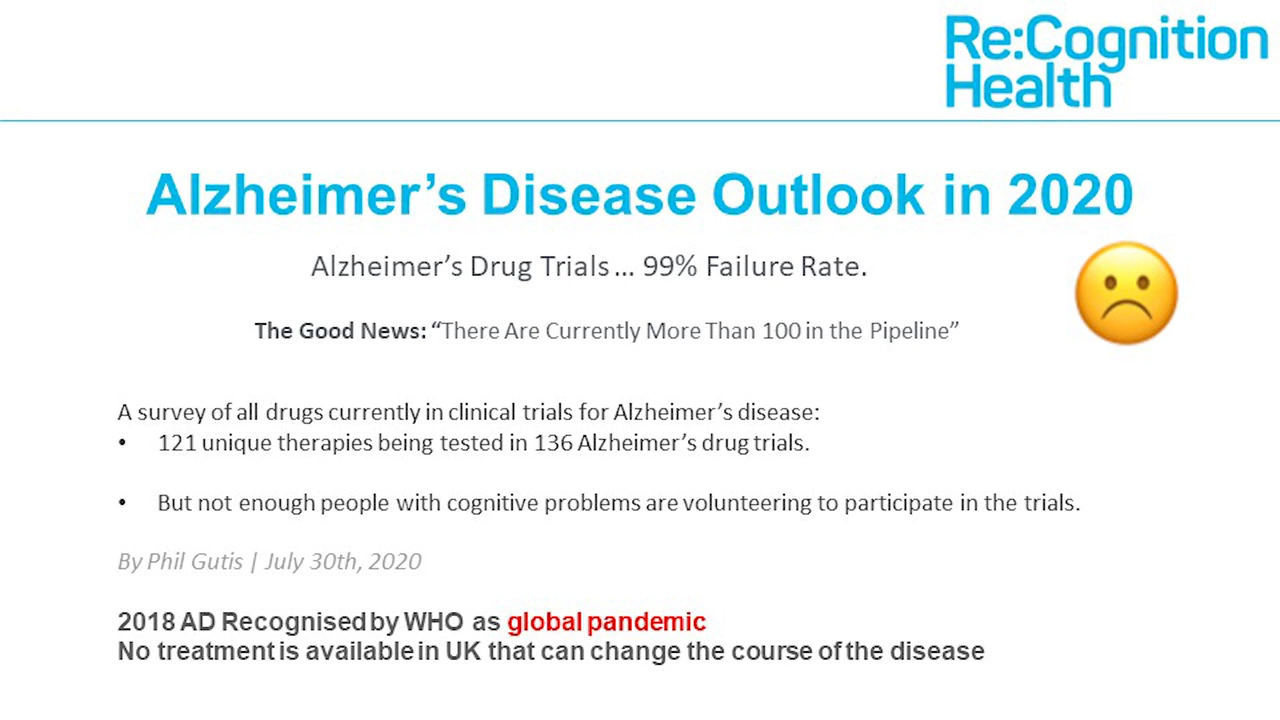 Re:Cognition
Health
Alzheimer’s Disease Outlook in 2020
Alzheimer’s Drug Trials... 99% Failure Rate.
The Good News: “There Are Currently More Than 100 in the Pipeline”
A survey of all drugs currently in clinical trials for Alzheimer’s disease:
• 121 unique therapies being tested in 136 Alzheimer’s drug trials.
• But not enough people with cognitive problems are volunteering to participate in the trials.
By Phil Gutis | July 30th, 2020
2018 AD Recognised by WHO as global pandemic
No treatment is available in UK that can change the course of the disease